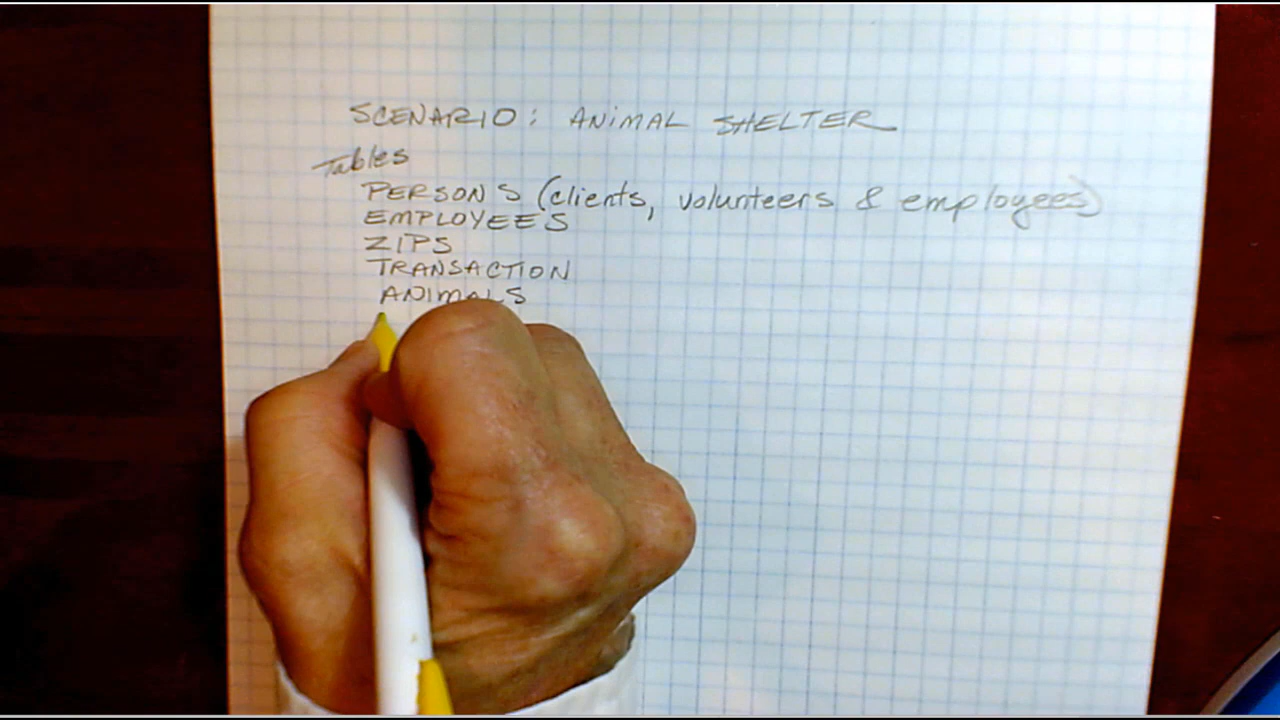 SCENARIO: ANIMAL SHELTER
Tables
PERSONS (clients, volunteers & employees)
EMPLOYEES
ZIPS
TRANSACTION
ANIMALS